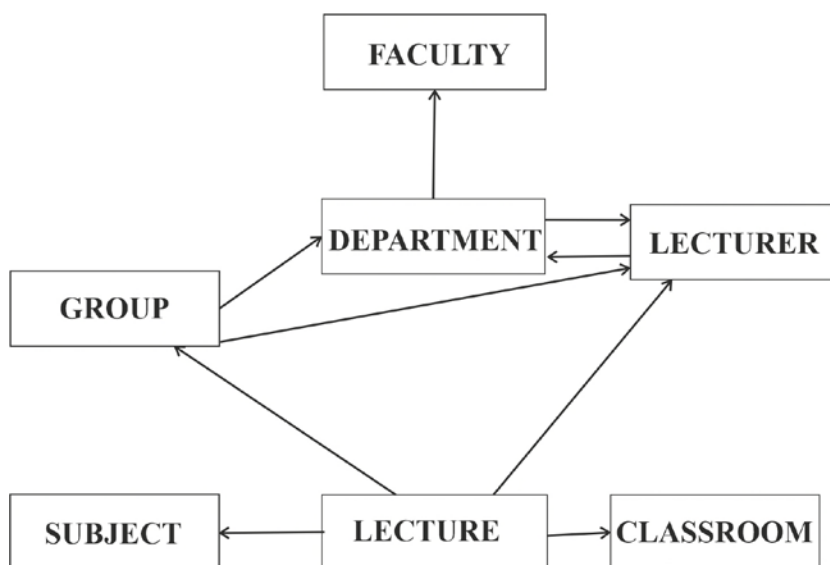 FACULTY
DEPARTMENT
LECTURER
GROUP
SUBJECT
LECTURE
CLASSROOM